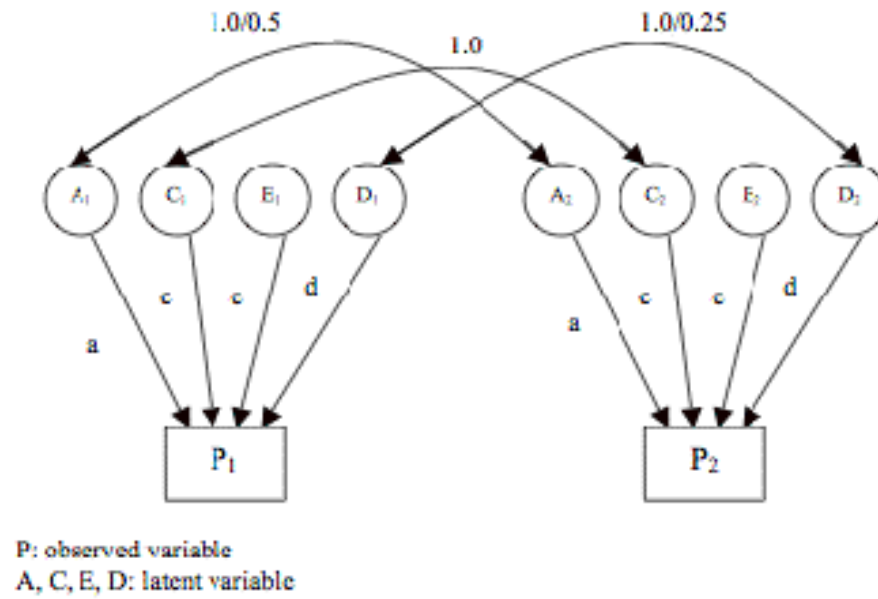 1.0/0.5
1.0
1.0/0.25
A₁ C₁ E₁ D₁ A₂ C₂ E₂ D₂
a c c d a c c d
P₁ P₂
P: observed variable
A, C, E, D: latent variable